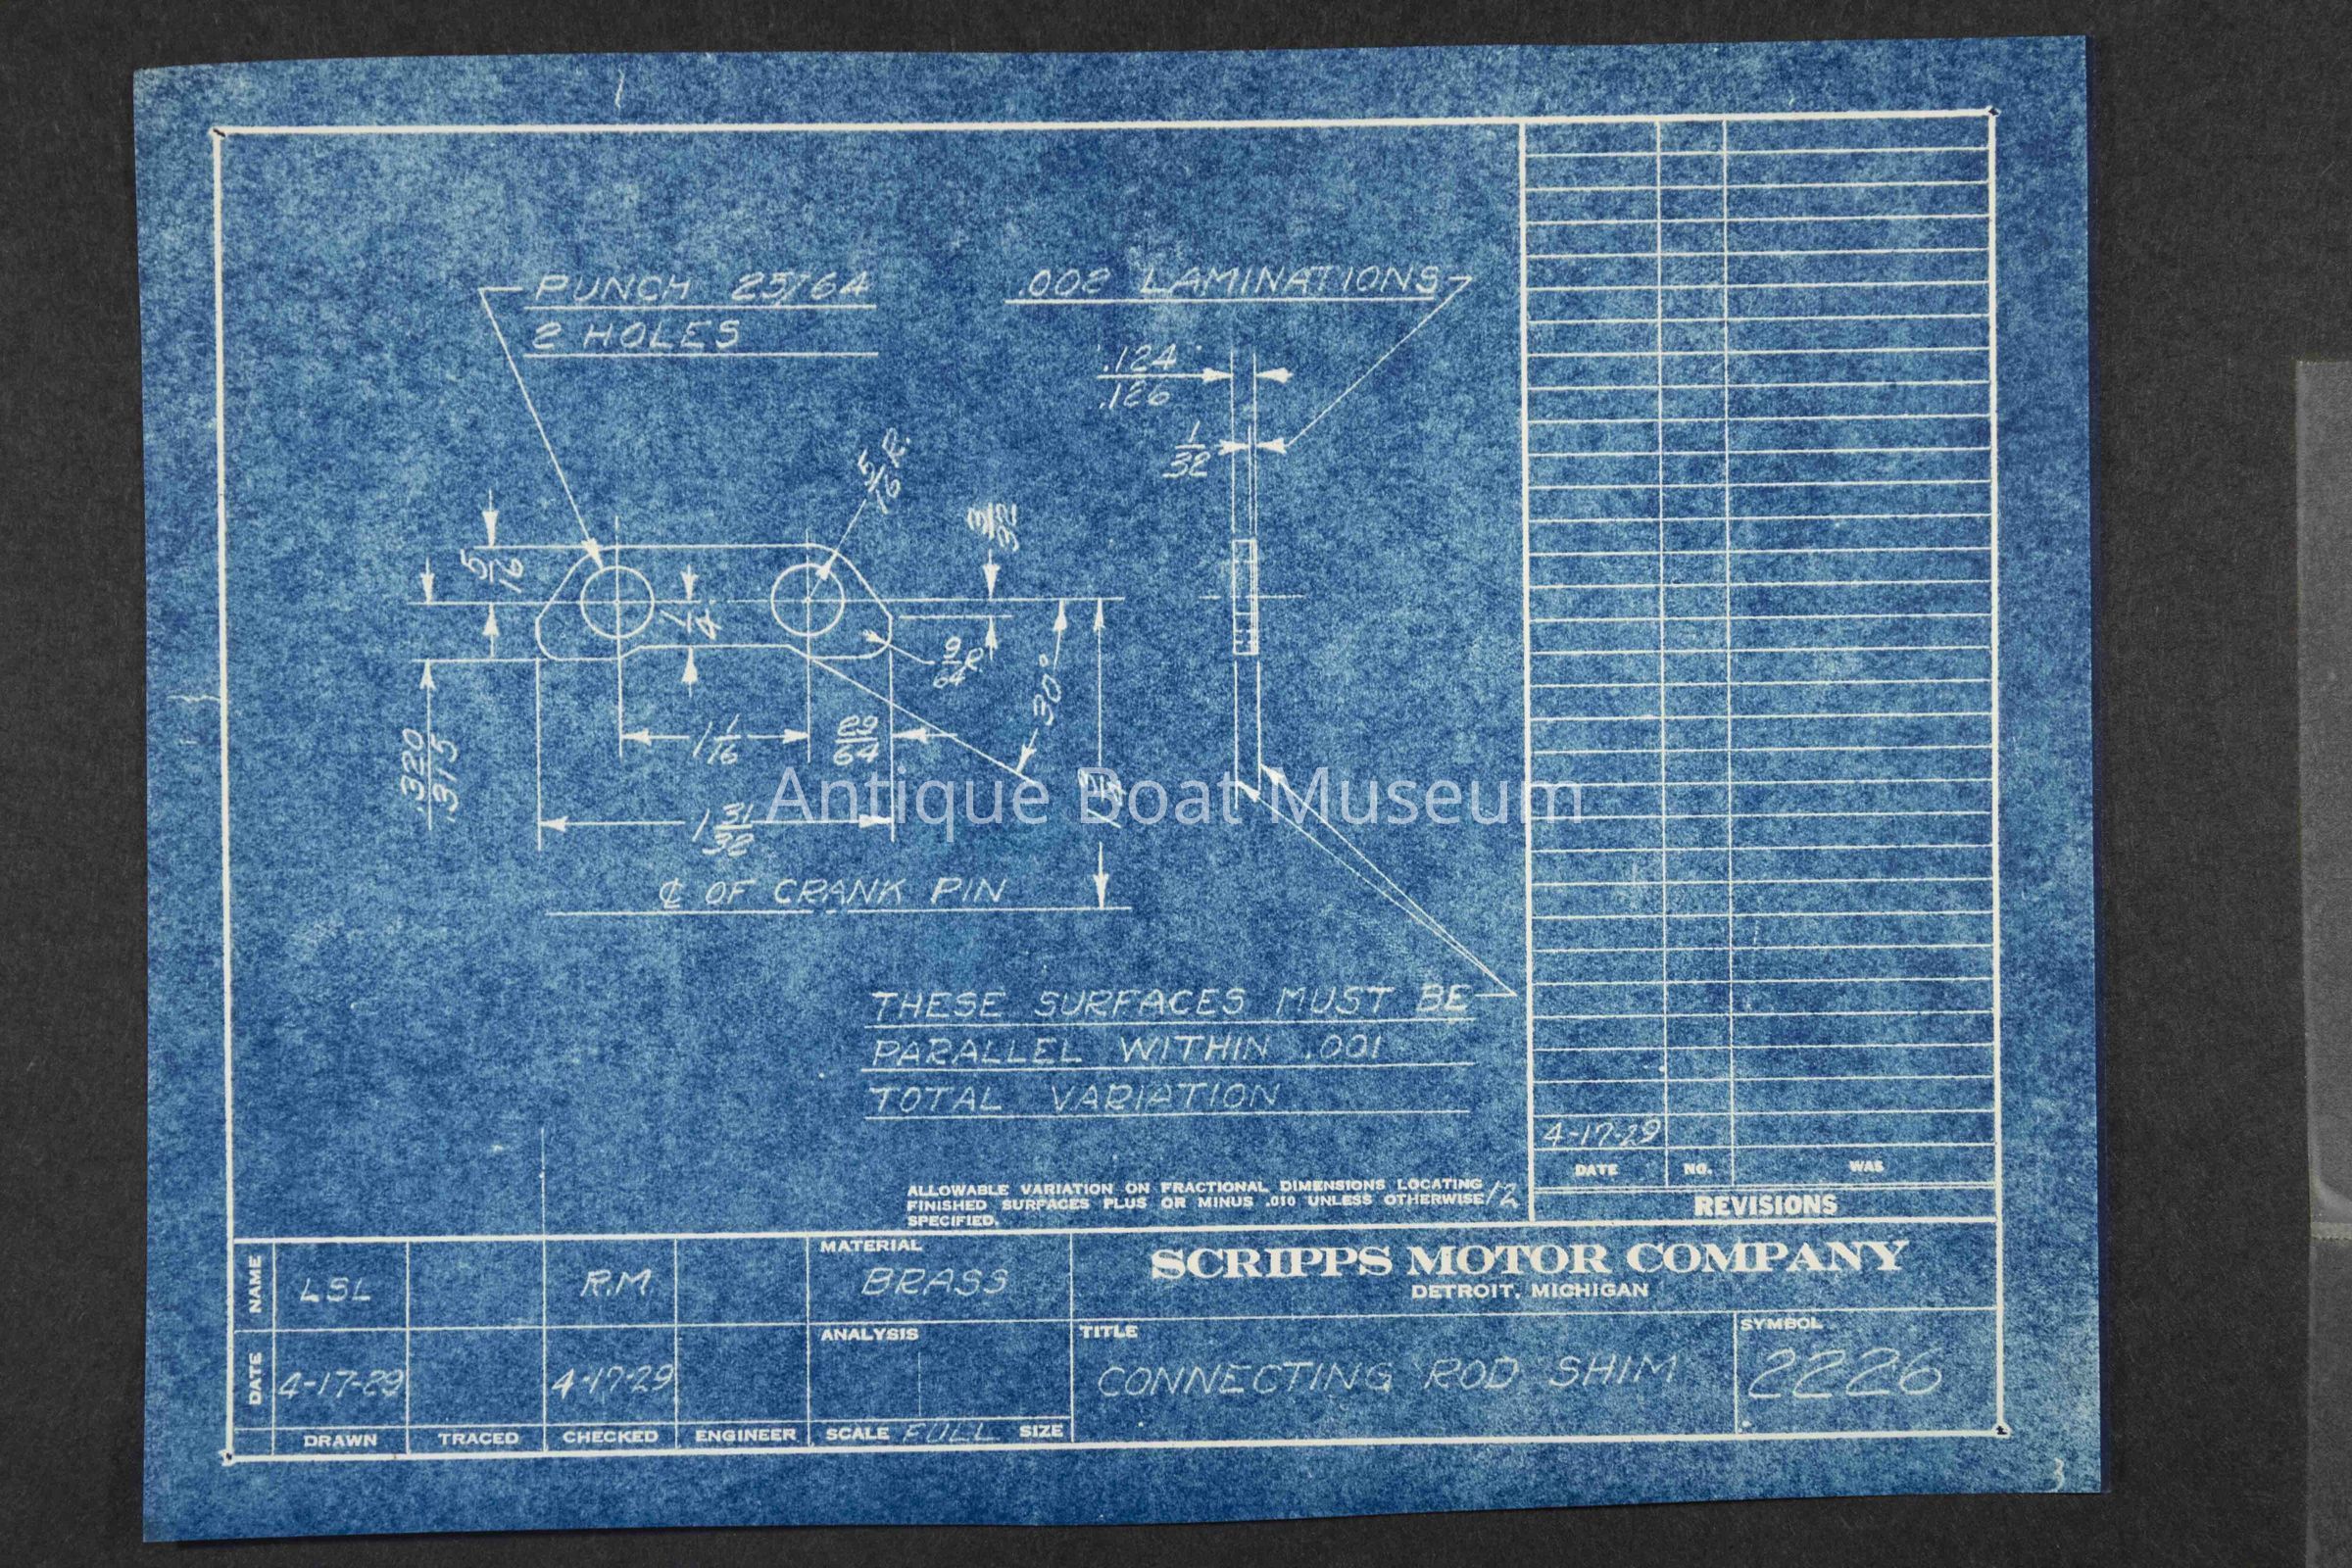 PUNCH 25/64
2 HOLES
.002 LAMINATIONS
.124
.126
1/32
5/16 R.
5/16
3/32
1/4
9/64 R
30°
.320
.315
1 1/16
29/64
1 31/32
Antique Boat Museum
℄ OF CRANK PIN
THESE SURFACES MUST BE
PARALLEL WITHIN .001
TOTAL VARIATION
4-17-29
DATE NO. WAS
REVISIONS
ALLOWABLE VARIATION ON FRACTIONAL DIMENSIONS LOCATING
FINISHED SURFACES PLUS OR MINUS .010 UNLESS OTHERWISE
SPECIFIED.
12
NAME LSL R.M.
MATERIAL
BRASS
SCRIPPS MOTOR COMPANY
DETROIT, MICHIGAN
DATE 4-17-29 4-17-29
ANALYSIS
TITLE
CONNECTING ROD SHIM
SYMBOL
2226
DRAWN TRACED CHECKED ENGINEER SCALE FULL SIZE
3